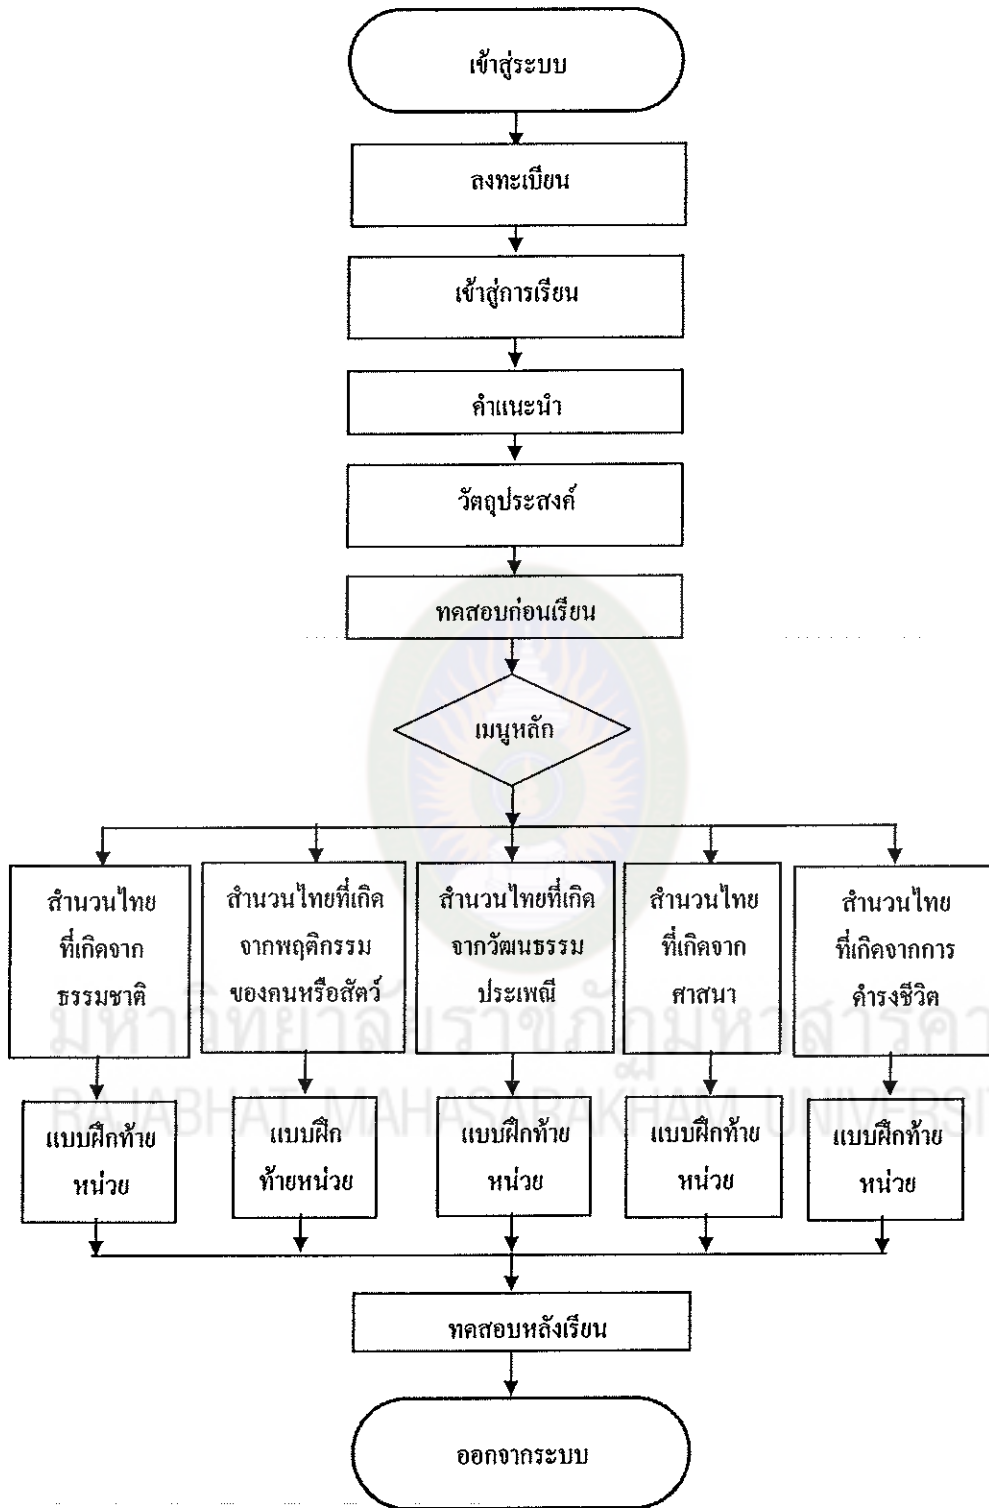 เข้าสู่ระบบ
ลงทะเบียน
เข้าสู่การเรียน
คำแนะนำ
วัตถุประสงค์
ทดสอบก่อนเรียน
เมนูหลัก
สำนวนไทย
ที่เกิดจาก
ธรรมชาติ
สำนวนไทยที่เกิด
จากพฤติกรรม
ของคนหรือสัตว์
สำนวนไทยที่เกิด
จากวัฒนธรรม
ประเพณี
สำนวนไทย
ที่เกิดจาก
ศาสนา
สำนวนไทย
ที่เกิดจากการ
ดำรงชีวิต
มหาวิทยาลัยราชภัฏมหาสารคา
RAJABHAT MAHASARAKHAM UNIVERSIT
แบบฝึกท้าย
หน่วย
แบบฝึก
ท้ายหน่วย
แบบฝึกท้าย
หน่วย
แบบฝึกท้าย
หน่วย
แบบฝึกท้าย
หน่วย
ทดสอบหลังเรียน
ออกจากระบบ